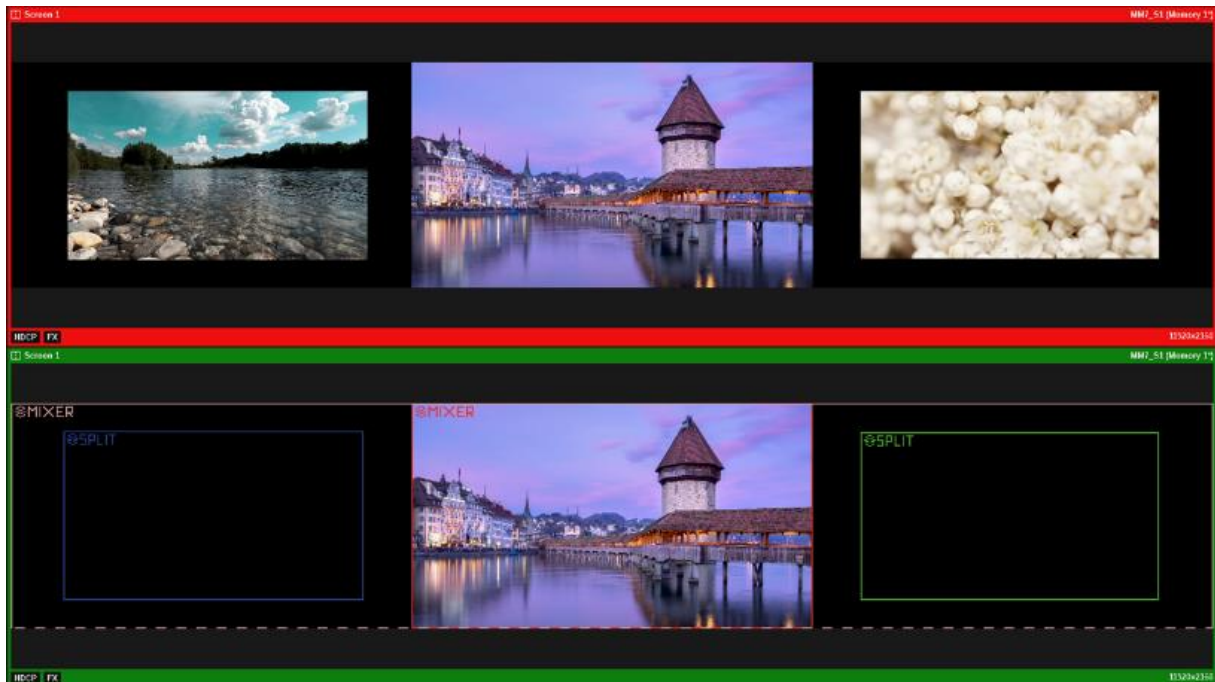 Screen 1
MM7_S1 (Memory 1*)
HDCP FX
Screen 1
MM7_S1 (Memory 1*)
MIXER
MIXER
SPLIT
SPLIT
HDCP FX